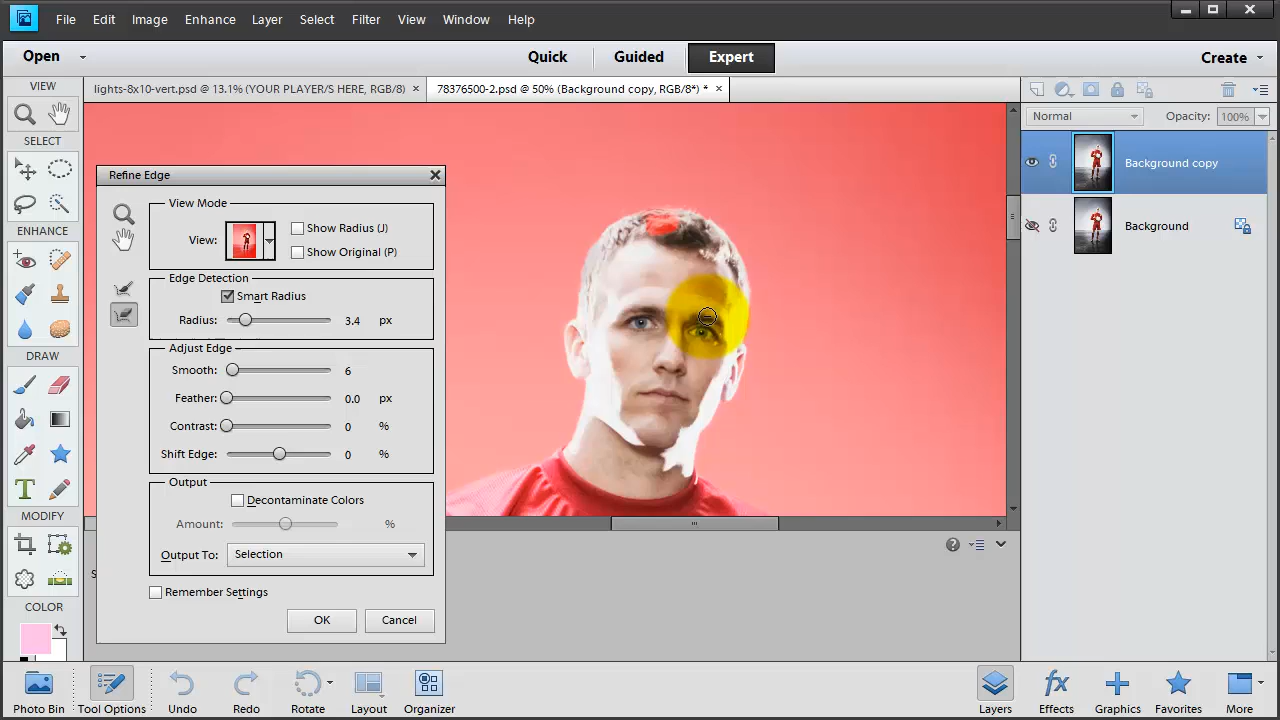 File Edit Image Enhance Layer Select Filter View Window Help
Open Quick Guided Expert Create
VIEW
lights-8x10-vert.psd @ 13.1% (YOUR PLAYER/S HERE, RGB/8) × 78376500-2.psd @ 50% (Background copy, RGB/8*) * ×
Normal Opacity: 100%
SELECT
Background copy
Background
Refine Edge
View Mode
View:
Show Radius (J)
Show Original (P)
ENHANCE
Edge Detection
Smart Radius
Radius: 3.4 px
Adjust Edge
Smooth: 6
Feather: 0.0 px
Contrast: 0 %
Shift Edge: 0 %
DRAW
Output
Decontaminate Colors
Amount: %
Output To: Selection
Remember Settings
OK Cancel
MODIFY
S
COLOR
Photo Bin Tool Options Undo Redo Rotate Layout Organizer Layers Effects Graphics Favorites More